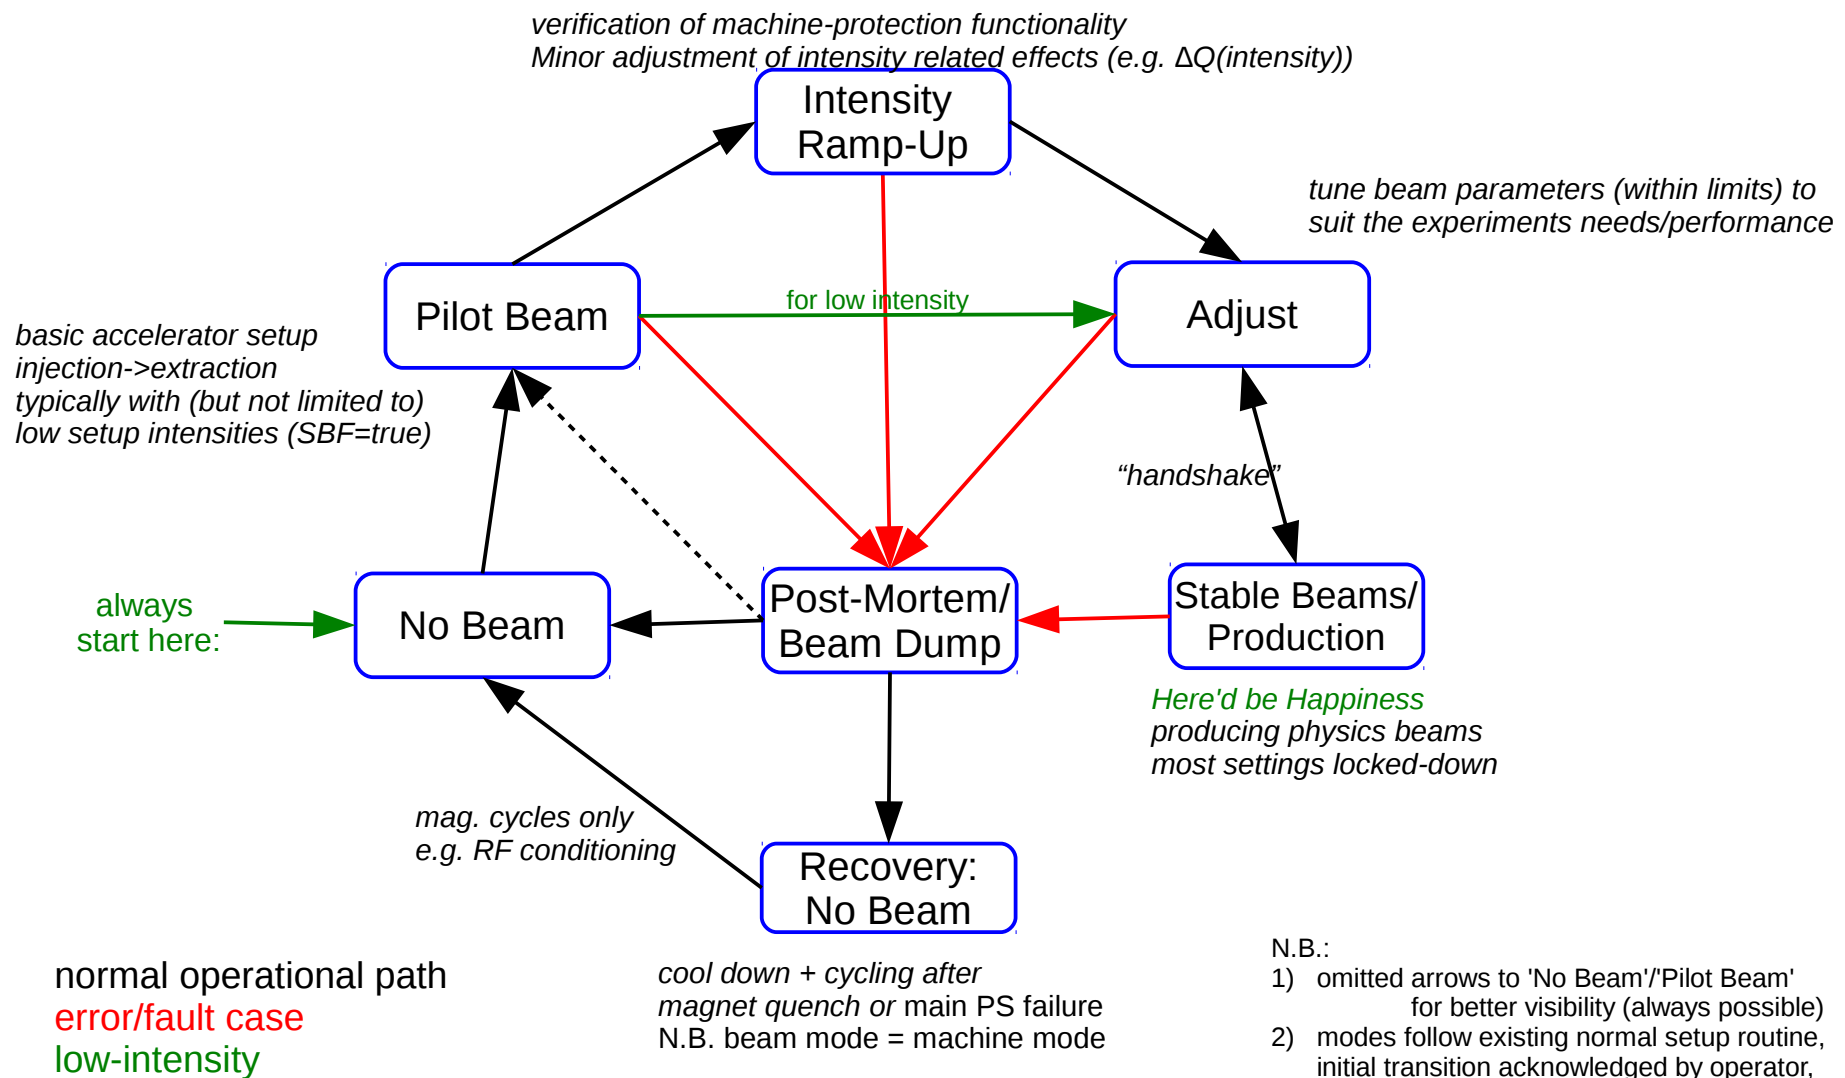 verification of machine-protection functionality
Minor adjustment of intensity related effects (e.g. ΔQ(intensity))
Intensity
Ramp-Up
tune beam parameters (within limits) to
suit the experiments needs/performance
Pilot Beam
for low intensity
Adjust
basic accelerator setup
injection->extraction
typically with (but not limited to)
low setup intensities (SBF=true)
“handshake”
always
start here:
No Beam
Post-Mortem/
Beam Dump
Stable Beams/
Production
Here'd be Happiness
producing physics beams
most settings locked-down
mag. cycles only
e.g. RF conditioning
Recovery:
No Beam
cool down + cycling after
magnet quench or main PS failure
N.B. beam mode = machine mode
normal operational path
error/fault case
low-intensity
N.B.:
1) omitted arrows to 'No Beam'/'Pilot Beam'
for better visibility (always possible)
2) modes follow existing normal setup routine,
initial transition acknowledged by operator,